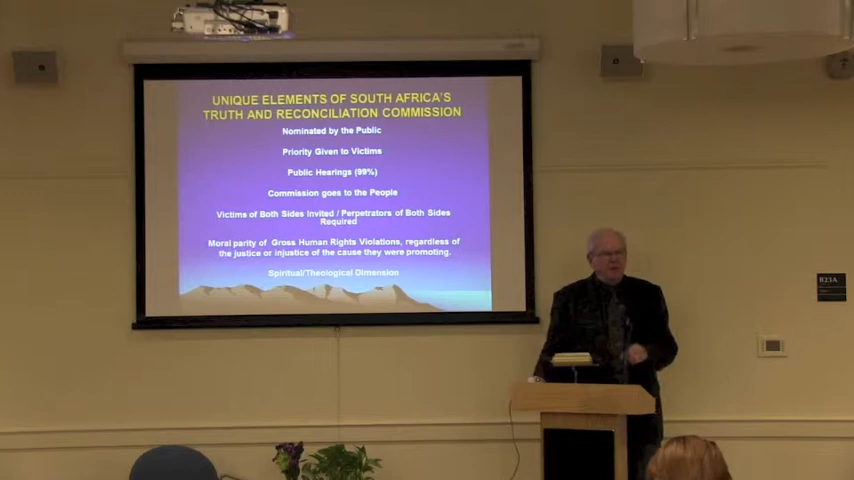 UNIQUE ELEMENTS OF SOUTH AFRICA'S
TRUTH AND RECONCILIATION COMMISSION
Nominated by the Public
Priority Given to Victims
Public Hearings (99%)
Commission goes to the People
Victims of Both Sides Invited / Perpetrators of Both Sides
Required
Moral parity of Gross Human Rights Violations, regardless of
the justice or injustice of the cause they were promoting.
Spiritual/Theological Dimension
R23A